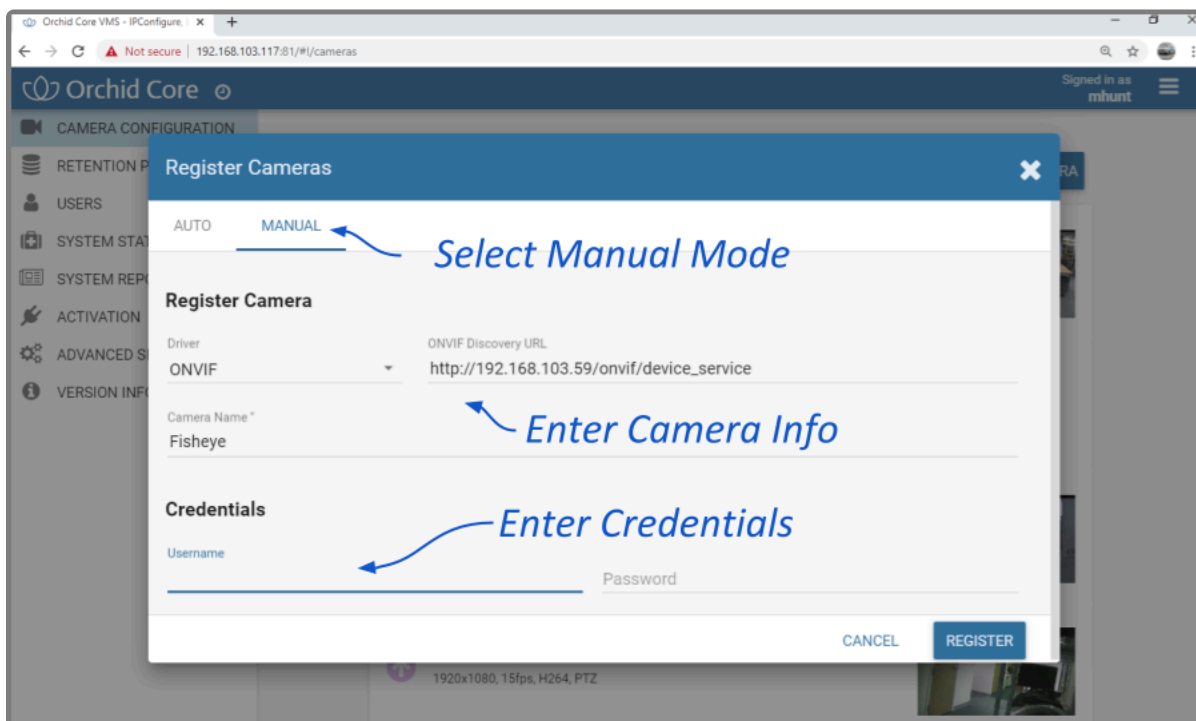 Orchid Core VMS - IPConfigure,
Not secure | 192.168.103.117:81/#!/cameras
Orchid Core
Signed in as
mhunt
CAMERA CONFIGURATION
RETENTION P
USERS
SYSTEM STAT
SYSTEM REPO
ACTIVATION
ADVANCED S
VERSION INFO
RA
Register Cameras
AUTO MANUAL
Select Manual Mode
Register Camera
Driver ONVIF Discovery URL
ONVIF http://192.168.103.59/onvif/device_service
Camera Name *
Fisheye
Enter Camera Info
Credentials
Enter Credentials
Username
Password
CANCEL REGISTER
1920x1080, 15fps, H264, PTZ